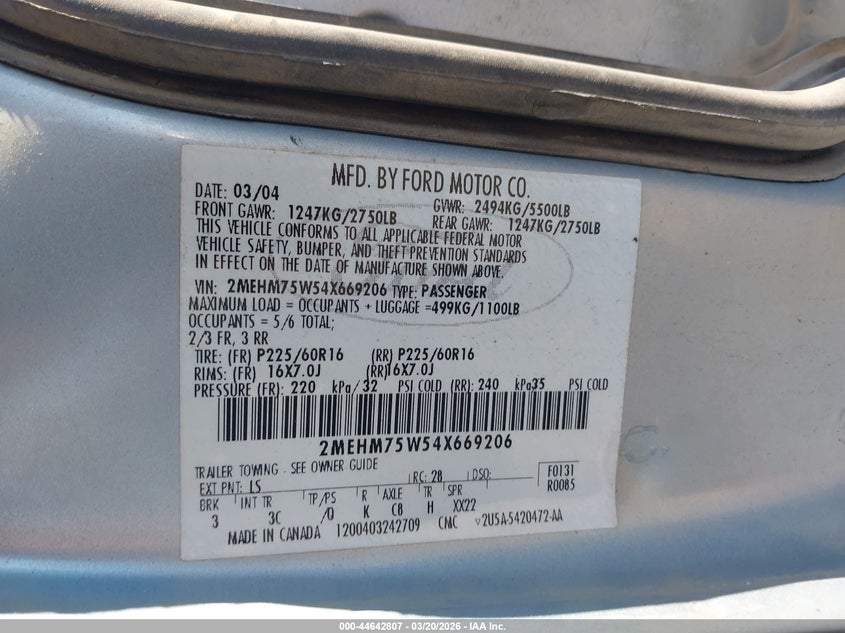 MFD. BY FORD MOTOR CO.
DATE: 03/04 GVWR: 2494KG/5500LB
FRONT GAWR: 1247KG/2750LB REAR GAWR: 1247KG/2750LB
THIS VEHICLE CONFORMS TO ALL APPLICABLE FEDERAL MOTOR
VEHICLE SAFETY, BUMPER, AND THEFT PREVENTION STANDARDS
IN EFFECT ON THE DATE OF MANUFACTURE SHOWN ABOVE.
VIN: 2MEHM75W54X669206 TYPE: PASSENGER
MAXIMUM LOAD = OCCUPANTS + LUGGAGE =499KG/1100LB
OCCUPANTS = 5/6 TOTAL;
2/3 FR, 3 RR
TIRE: (FR) P225/60R16 (RR) P225/60R16
RIMS: (FR) 16X7.0J (RR)16X7.0J
PRESSURE (FR): 220 kPa/32 PSI COLD (RR): 240 kPa35 PSI COLD
2MEHM75W54X669206
TRAILER TOWING - SEE OWNER GUIDE
EXT PNT: LS RC: 28 DSO: F0131
R0085
BRK INT TR TP/PS R AXLE TR SPR
3 3C /Q K C8 H XX22
MADE IN CANADA 1200403242709 CMC 2U5A-5420472-AA
000-44642807 - 03/20/2026 - IAA Inc.